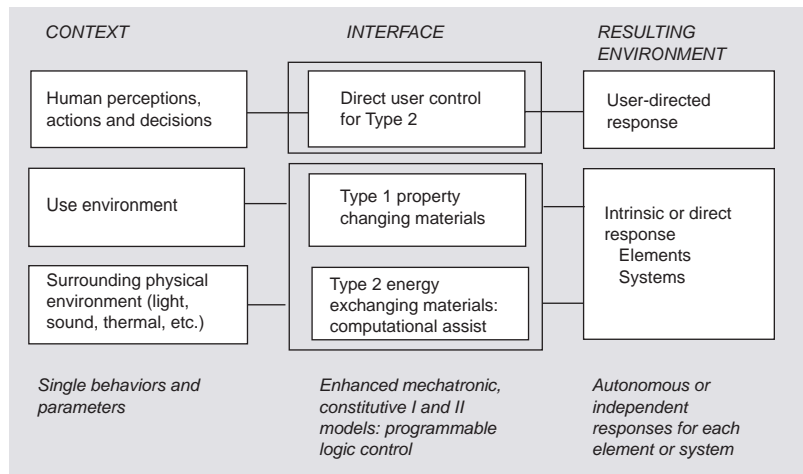 CONTEXT
INTERFACE
RESULTING
ENVIRONMENT
Human perceptions,
actions and decisions
Direct user control
for Type 2
User-directed
response
Use environment
Type 1 property
changing materials
Intrinsic or direct
response
Elements
Systems
Surrounding physical
environment (light,
sound, thermal, etc.)
Type 2 energy
exchanging materials:
computational assist
Single behaviors and
parameters
Enhanced mechatronic,
constitutive I and II
models: programmable
logic control
Autonomous or
independent
responses for each
element or system